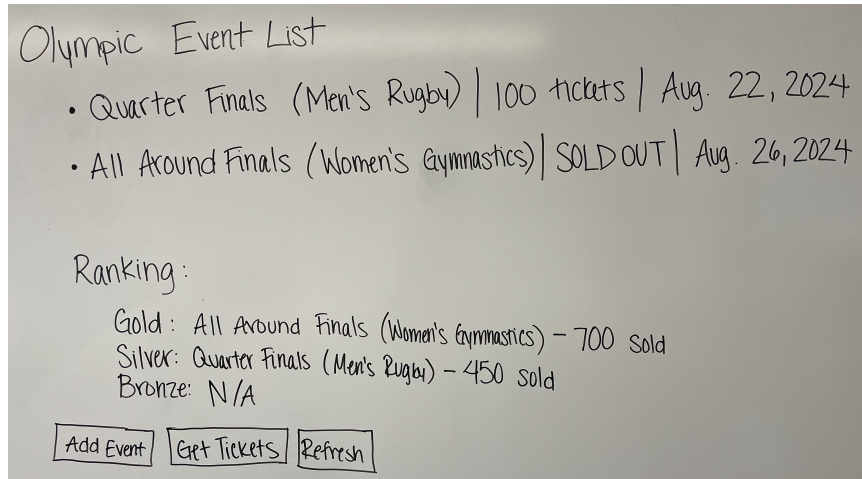 Olympic Event List
• Quarter Finals (Men's Rugby) | 100 tickets | Aug. 22, 2024
• All Around Finals (Women's Gymnastics) | SOLD OUT | Aug. 26, 2024
Ranking:
Gold: All Around Finals (Women's Gymnastics) - 700 Sold
Silver: Quarter Finals (Men's Rugby) - 450 Sold
Bronze: N/A
Add Event Get Tickets Refresh